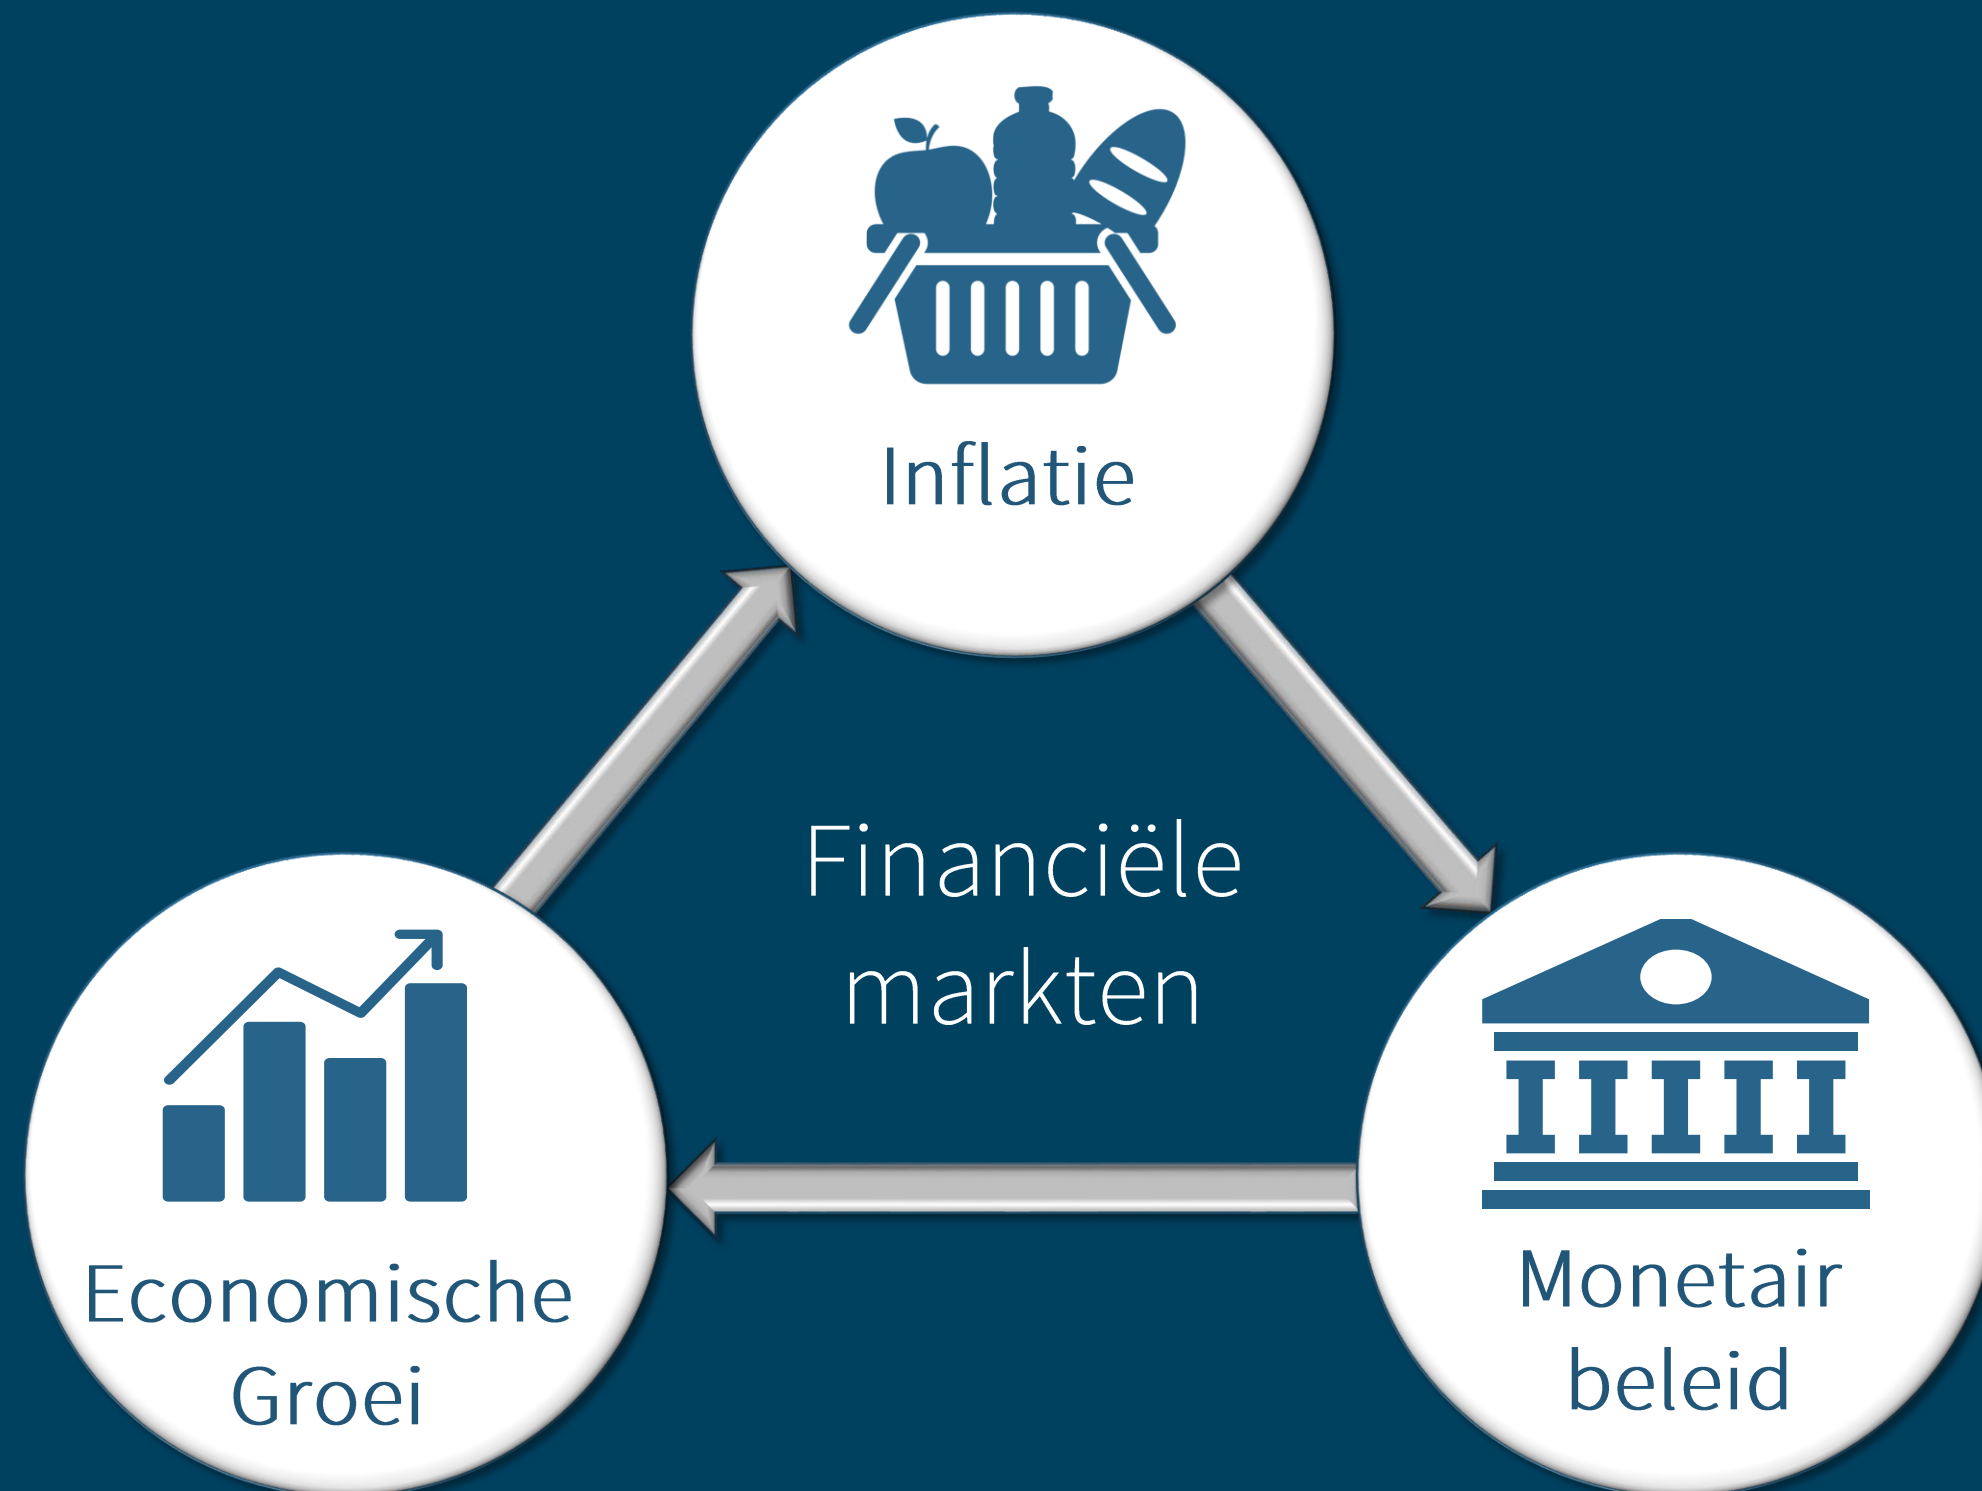 Inflatie
Financiële
markten
Economische
Groei
Monetair
beleid